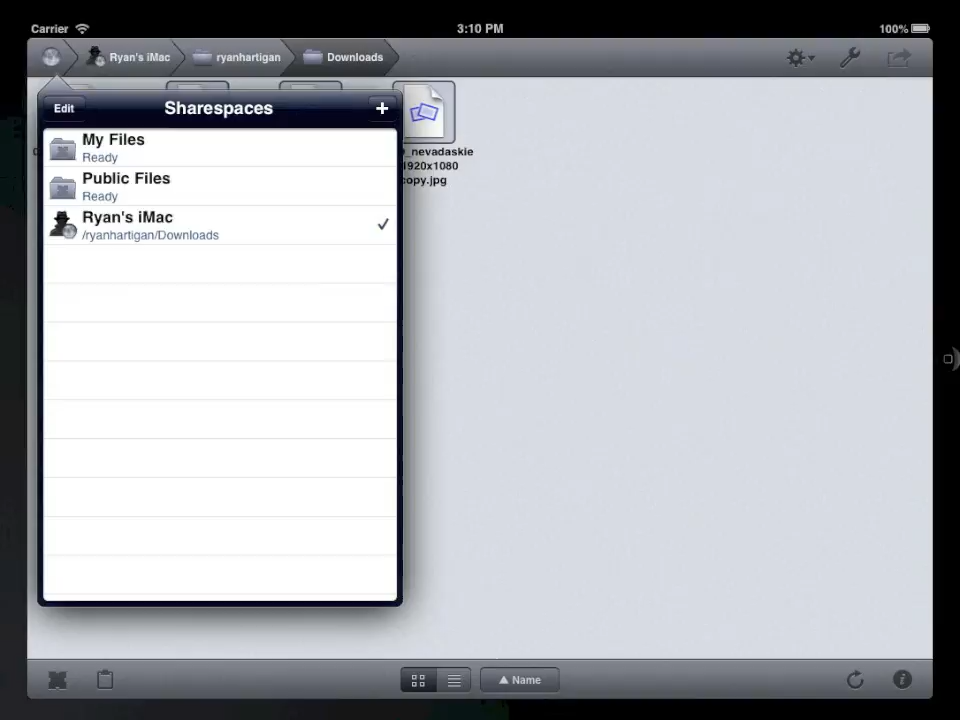 Carrier
3:10 PM
100%
Ryan's iMac
ryanhartigan
Downloads
Edit
Sharespaces
+
My Files
Ready
Public Files
Ready
Ryan's iMac
/ryanhartigan/Downloads
_nevadaskie
1920x1080
copy.jpg
Name